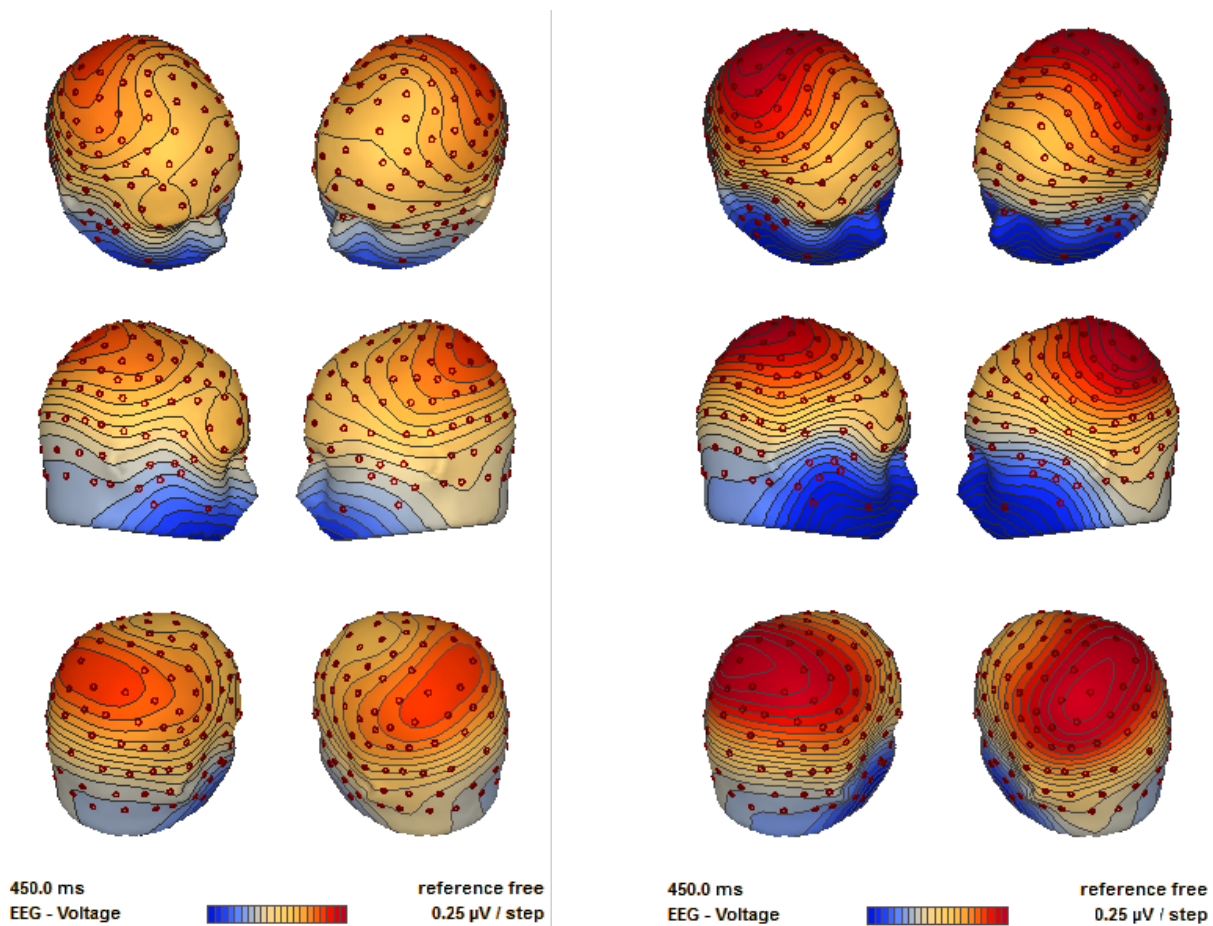 450.0 ms
reference free
EEG - Voltage
0.25 µV / step
450.0 ms
reference free
EEG - Voltage
0.25 µV / step